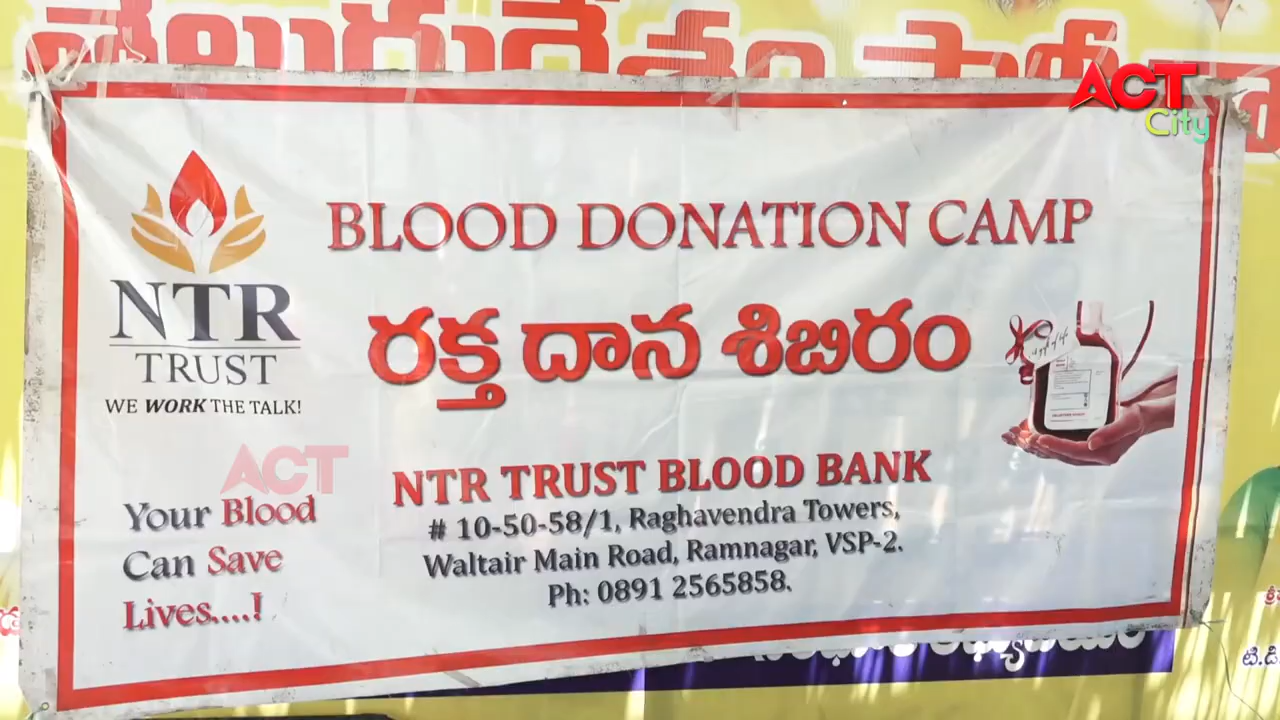 తెలుగుదేశం పార్టీ
ACT
City
BLOOD DONATION CAMP
రక్త దాన శిబిరం
NTR
TRUST
WE WORK THE TALK!
ACT
Your Blood
Can Save
Lives....!
NTR TRUST BLOOD BANK
# 10-50-58/1, Raghavendra Towers,
Waltair Main Road, Ramnagar, VSP-2.
Ph: 0891 2565858.
టి.డి